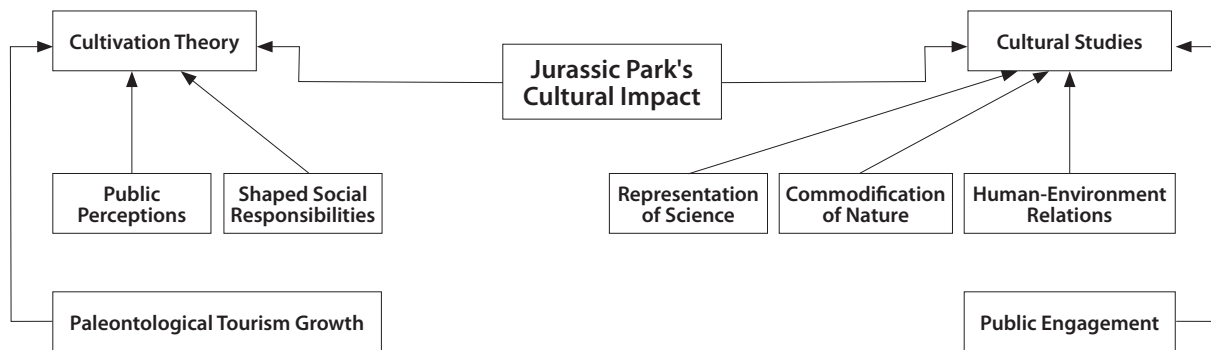 Cultivation Theory
Jurassic Park's
Cultural Impact
Cultural Studies
Public
Perceptions
Shaped Social
Responsibilities
Representation
of Science
Commodification
of Nature
Human-Environment
Relations
Paleontological Tourism Growth
Public Engagement